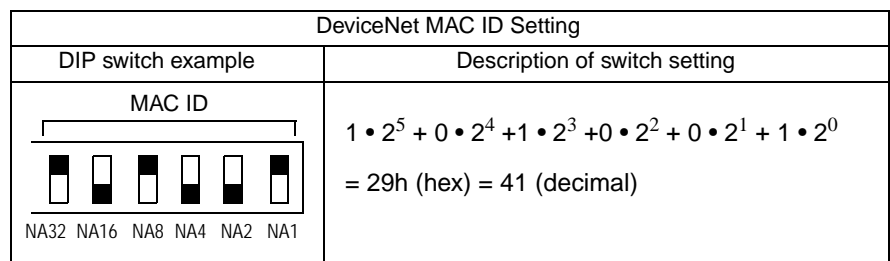 DeviceNet MAC ID Setting
DIP switch example
Description of switch setting
MAC ID
NA32 NA16 NA8 NA4 NA2 NA1
1 • 2⁵ + 0 • 2⁴ +1 • 2³ +0 • 2² + 0 • 2¹ + 1 • 2⁰
= 29h (hex) = 41 (decimal)